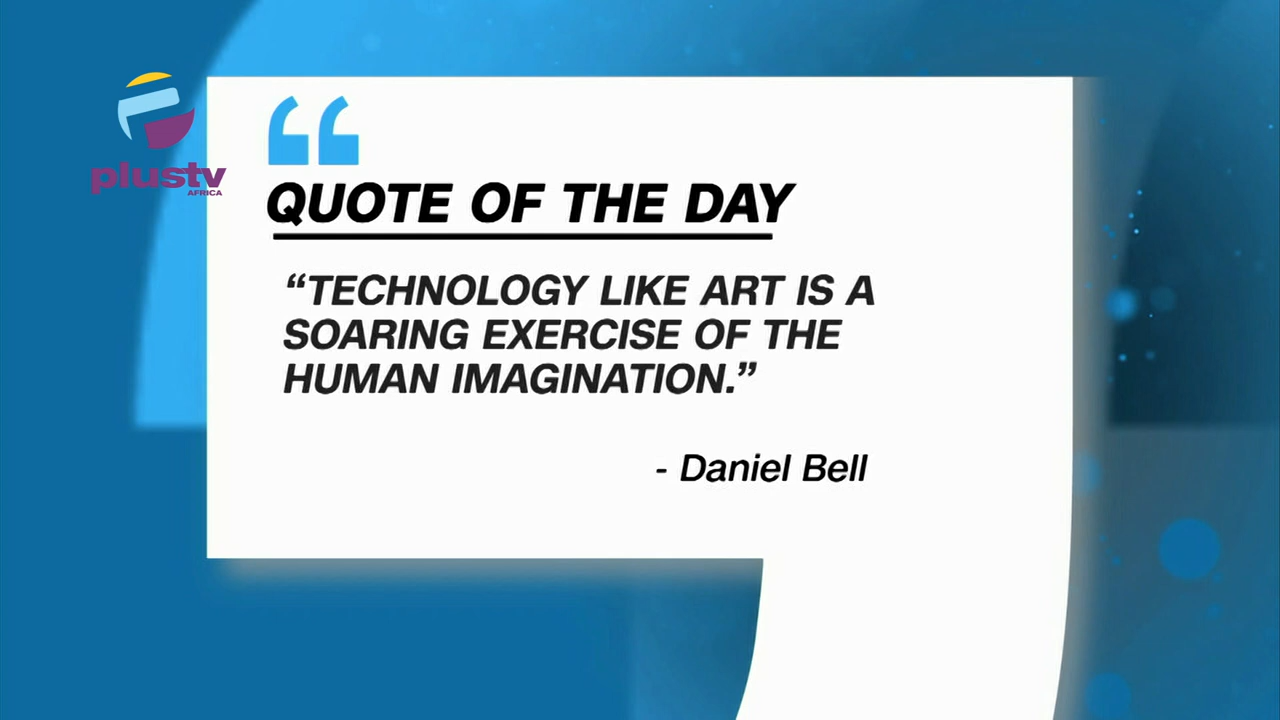 plustv
AFRICA
QUOTE OF THE DAY
“TECHNOLOGY LIKE ART IS A
SOARING EXERCISE OF THE
HUMAN IMAGINATION.”
- Daniel Bell